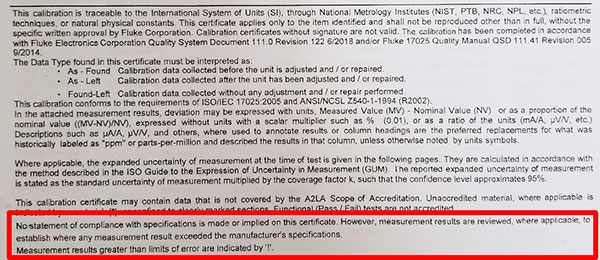 This calibration is traceable to the International System of Units (SI), through National Metrology Institutes (NIST, PTB, NRC, NPL, etc.), ratiometric
techniques, or natural physical constants. This certificate applies only to the item identified and shall not be reproduced other than in full, without the
specific written approval by Fluke Corporation. Calibration certificates without signature are not valid. The calibration has been completed in accordance
with Fluke Electronics Corporation Quality System Document 111.0 Revision 122 6/2018 and/or Fluke 17025 Quality Manual QSD 111.41 Revision 005
9/2014.
The Data Type found in this certificate must be interpreted as:
• As - Found Calibration data collected before the unit is adjusted and / or repaired.
• As - Left Calibration data collected after the unit has been adjusted and / or repaired.
• Found-Left Calibration data collected without any adjustment and / or repair performed.
This calibration conforms to the requirements of ISO/IEC 17025:2005 and ANSI/NCSL Z540-1-1994 (R2002).
In the attached measurement results, deviation may be expressed with units, Measured Value (MV) - Nominal Value (NV) or as a proportion of the
nominal value ((MV-NV)/NV), expressed without units with a scalar multiplier such as % (0.01), or as a ratio of the units (mA/A, µV/V, etc.)
Descriptions such as µA/A, µV/V, and others, where used to annotate results or column headings are the preferred replacements for what was
historically labeled as "ppm" or parts-per-million and described the results in that column, unless otherwise noted by units symbols.
Where applicable, the expanded uncertainty of measurement at the time of test is given in the following pages. They are calculated in accordance with
the method described in the ISO Guide to the Expression of Uncertainty in Measurement (GUM). The reported expanded uncertainty of measurement
is stated as the standard uncertainty of measurement multiplied by the coverage factor k, such that the confidence level approximates 95%.
This calibration certificate may contain data that is not covered by the A2LA Scope of Accreditation. Unaccredited material, where applicable is
Functional (Pass / Fail) tests are not accredited.
No statement of compliance with specifications is made or implied on this certificate. However, measurement results are reviewed, where applicable, to
establish where any measurement result exceeded the manufacturer's specifications.
Measurement results greater than limits of error are indicated by '!'.